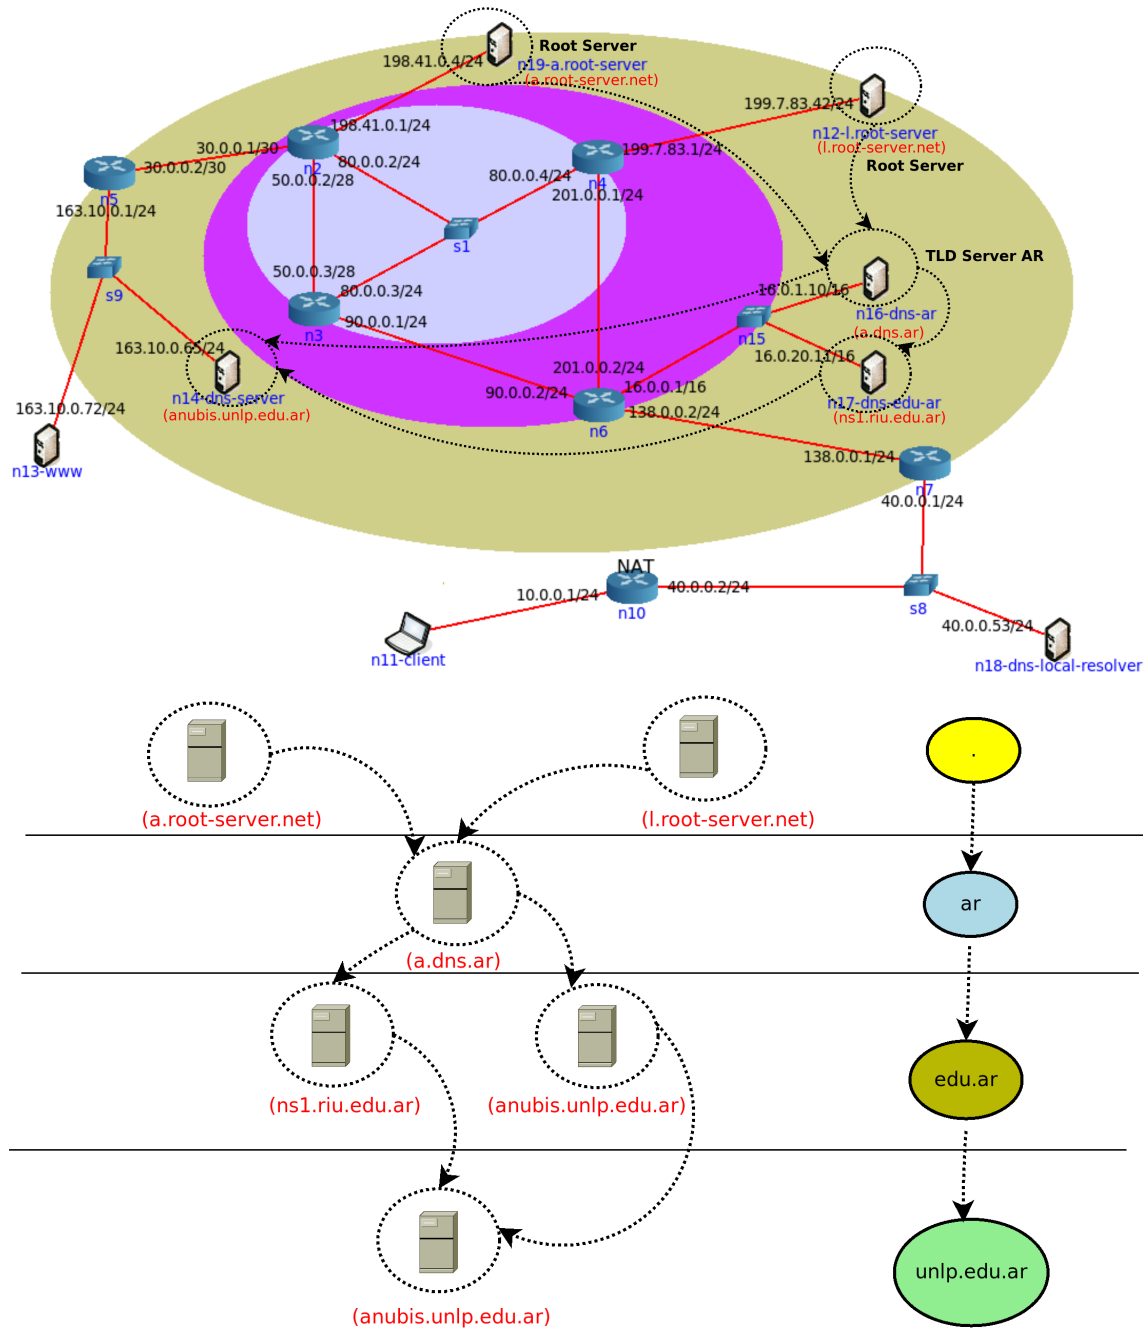 Root Server
198.41.0.4/24
n19-a.root-server
(a.root-server.net)
199.7.83.42/24
n12-l.root-server
(l.root-server.net)
Root Server
198.41.0.1/24
30.0.0.1/30
n2
80.0.0.2/24
199.7.83.1/24
30.0.0.2/30
n5
50.0.0.2/28
80.0.0.4/24
n4
201.0.0.1/24
163.10.0.1/24
s1
TLD Server AR
s9
50.0.0.3/28
80.0.0.3/24
16.0.1.10/16
n16-dns-ar
(a.dns.ar)
n3
90.0.0.1/24
n15
163.10.0.65/24
16.0.20.11/16
201.0.0.2/24
90.0.0.2/24
16.0.0.1/16
n14-dns-server
(anubis.unlp.edu.ar)
n17-dns-edu-ar
(ns1.riu.edu.ar)
163.10.0.72/24
138.0.0.2/24
n6
n13-www
138.0.0.1/24
n7
40.0.0.1/24
NAT
10.0.0.1/24
40.0.0.2/24
n10
s8
40.0.0.53/24
n11-client
n18-dns-local-resolver
.
(a.root-server.net)
(l.root-server.net)
ar
(a.dns.ar)
edu.ar
(ns1.riu.edu.ar)
(anubis.unlp.edu.ar)
unlp.edu.ar
(anubis.unlp.edu.ar)